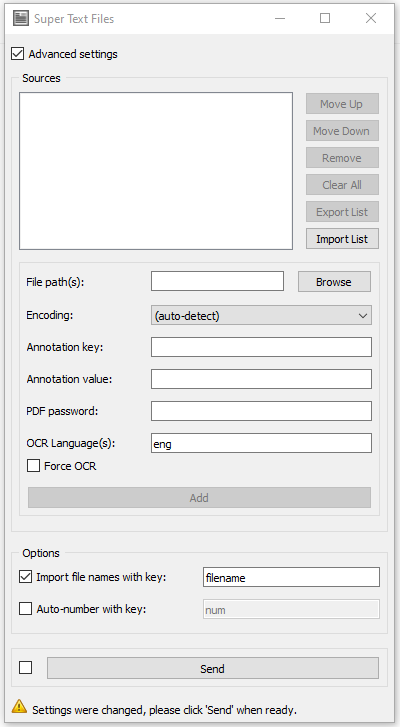 Super Text Files
Advanced settings
Sources
Move Up
Move Down
Remove
Clear All
Export List
Import List
File path(s):
Browse
Encoding: (auto-detect)
Annotation key:
Annotation value:
PDF password:
OCR Language(s): eng
Force OCR
Add
Options
Import file names with key: filename
Auto-number with key: num
Send
Settings were changed, please click 'Send' when ready.